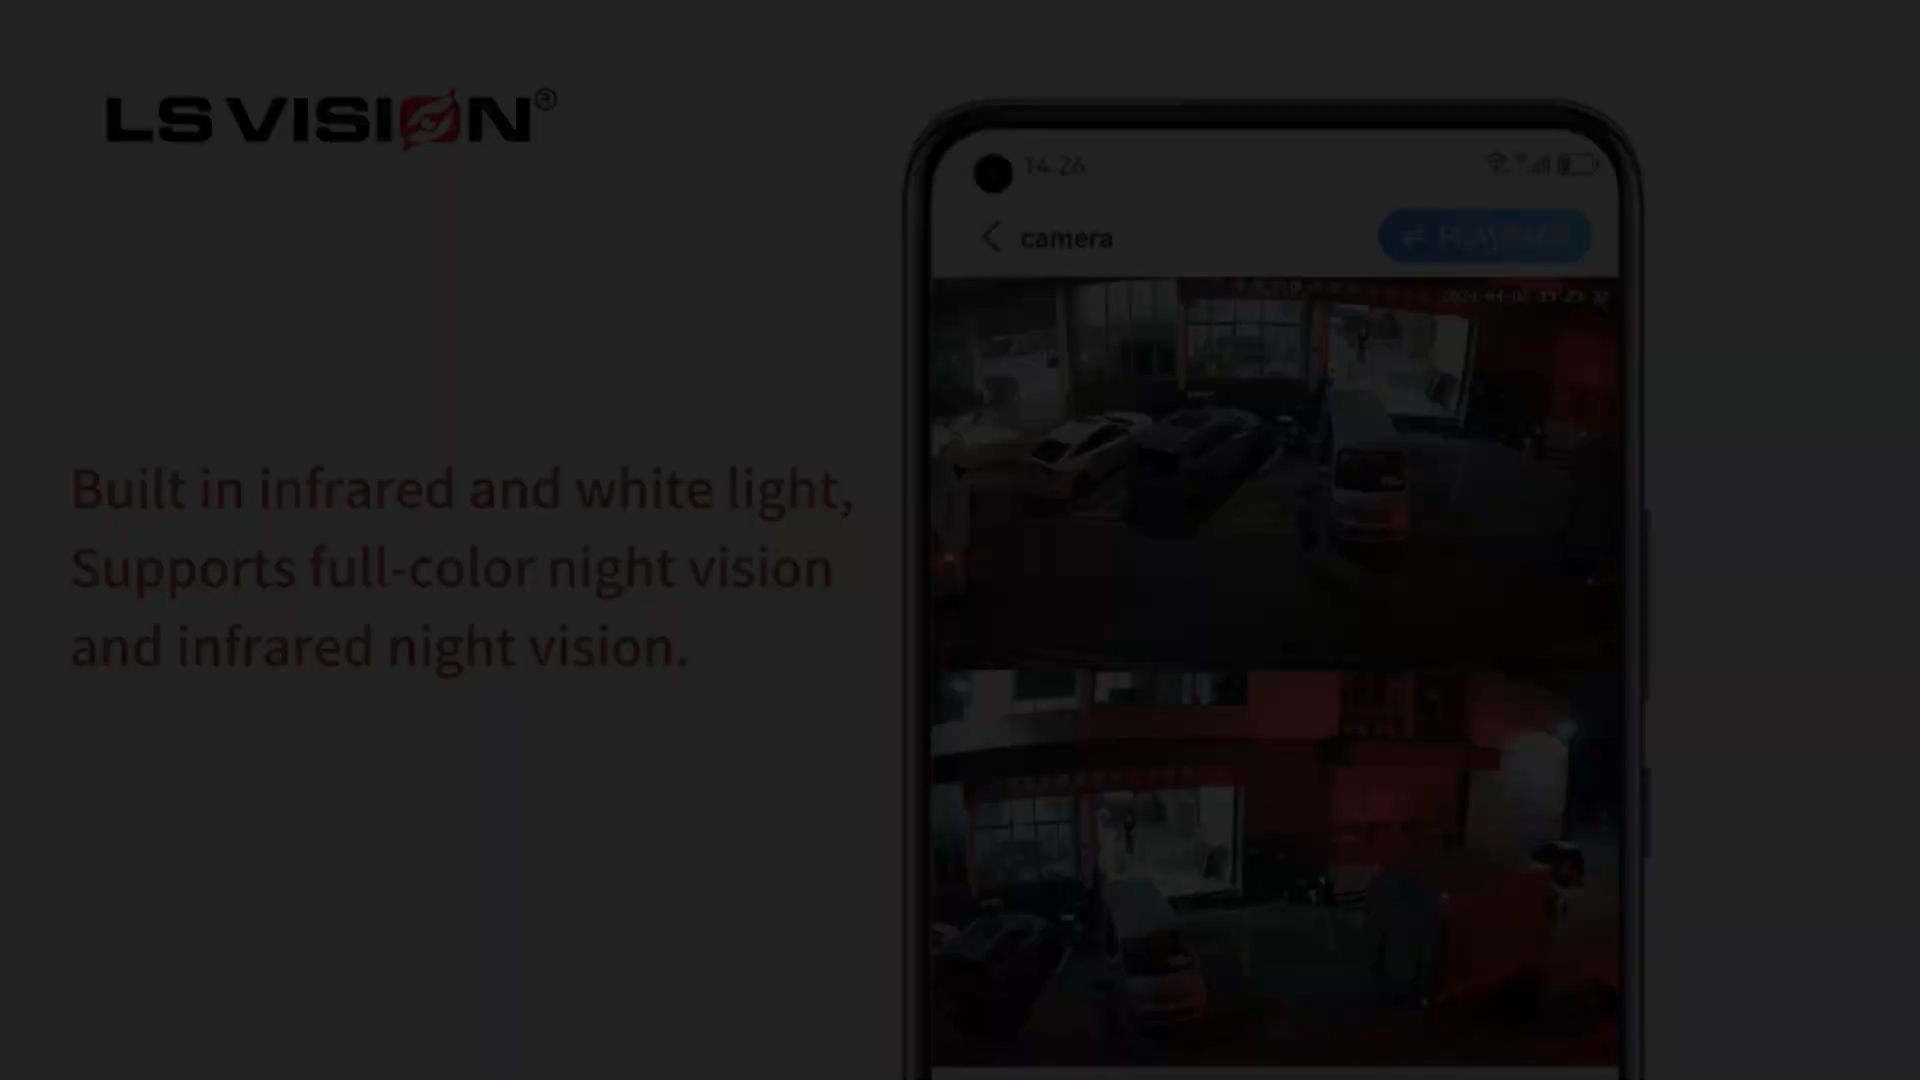 LS VISION®
14:26
camera
Built in infrared and white light,
Supports full-color night vision
and infrared night vision.